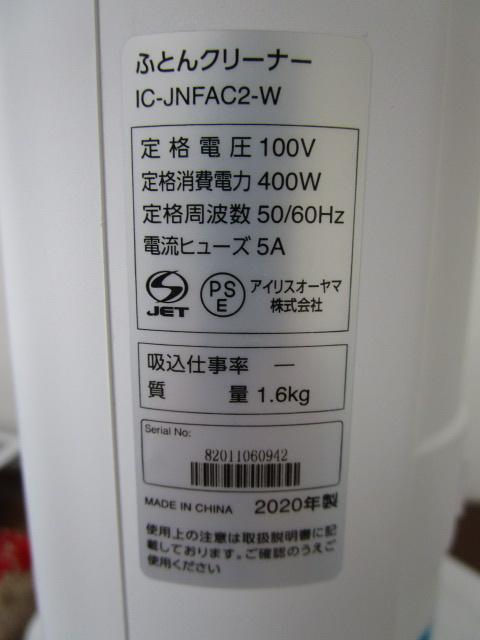 ふとんクリーナー
IC-JNFAC2-W
定格電圧 100V
定格消費電力 400W
定格周波数 50/60Hz
電流ヒューズ 5A
JET
PS
E
アイリスオーヤマ
株式会社
吸込仕事率 ―
質量 1.6kg
Serial No:
82011060942
MADE IN CHINA 2020年製
使用上の注意は取扱説明書に記
載しております。ご確認のうえご
使用ください